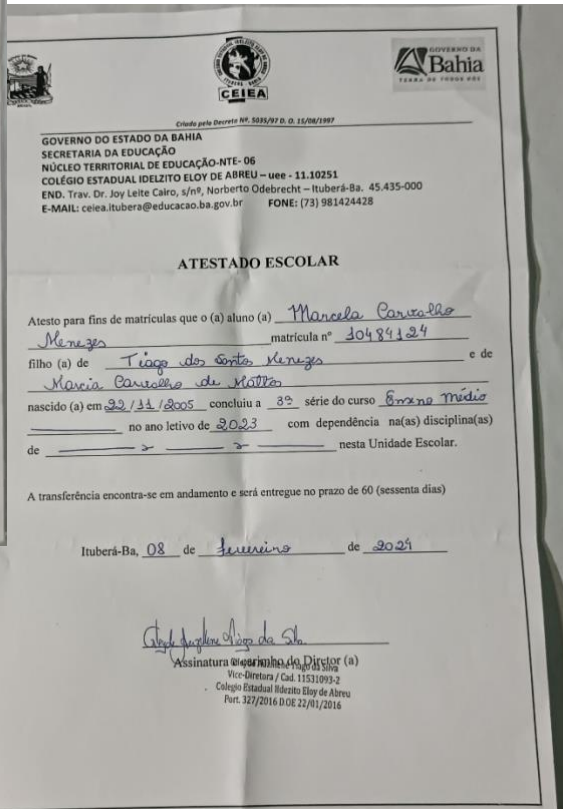 CEIEA
GOVERNO DA
Bahia
TERRA DE TODOS NÓS
Criado pelo Decreto Nº. 5035/97 D. O. 15/08/1997
GOVERNO DO ESTADO DA BAHIA
SECRETARIA DA EDUCAÇÃO
NÚCLEO TERRITORIAL DE EDUCAÇÃO-NTE- 06
COLÉGIO ESTADUAL IDELZITO ELOY DE ABREU – uee - 11.10251
END. Trav. Dr. Joy Leite Cairo, s/nº, Norberto Odebrecht – Ituberá-Ba. 45.435-000
E-MAIL: ceiea.itubera@educacao.ba.gov.br FONE: (73) 981424428
ATESTADO ESCOLAR
Atesto para fins de matrículas que o (a) aluno (a) Marcela Carvalho
Menezes matrícula nº 10484124
filho (a) de Tiago dos Santos Menezes e de
Marcia Carvalho de Mattos
nascido (a) em 22/11/2005 concluiu a 3ª série do curso Ensino médio
no ano letivo de 2023 com dependência na(as) disciplina(as)
de nesta Unidade Escolar.
A transferência encontra-se em andamento e será entregue no prazo de 60 (sessenta dias)
Ituberá-Ba, 08 de fevereiro de 2024
da Silva
Assinatura e carimbo do Diretor (a)
Vice-Diretora / Cad. 11531093-2
Colegio Estadual Ildezito Eloy de Abreu
Port. 327/2016 DOE 22/01/2016